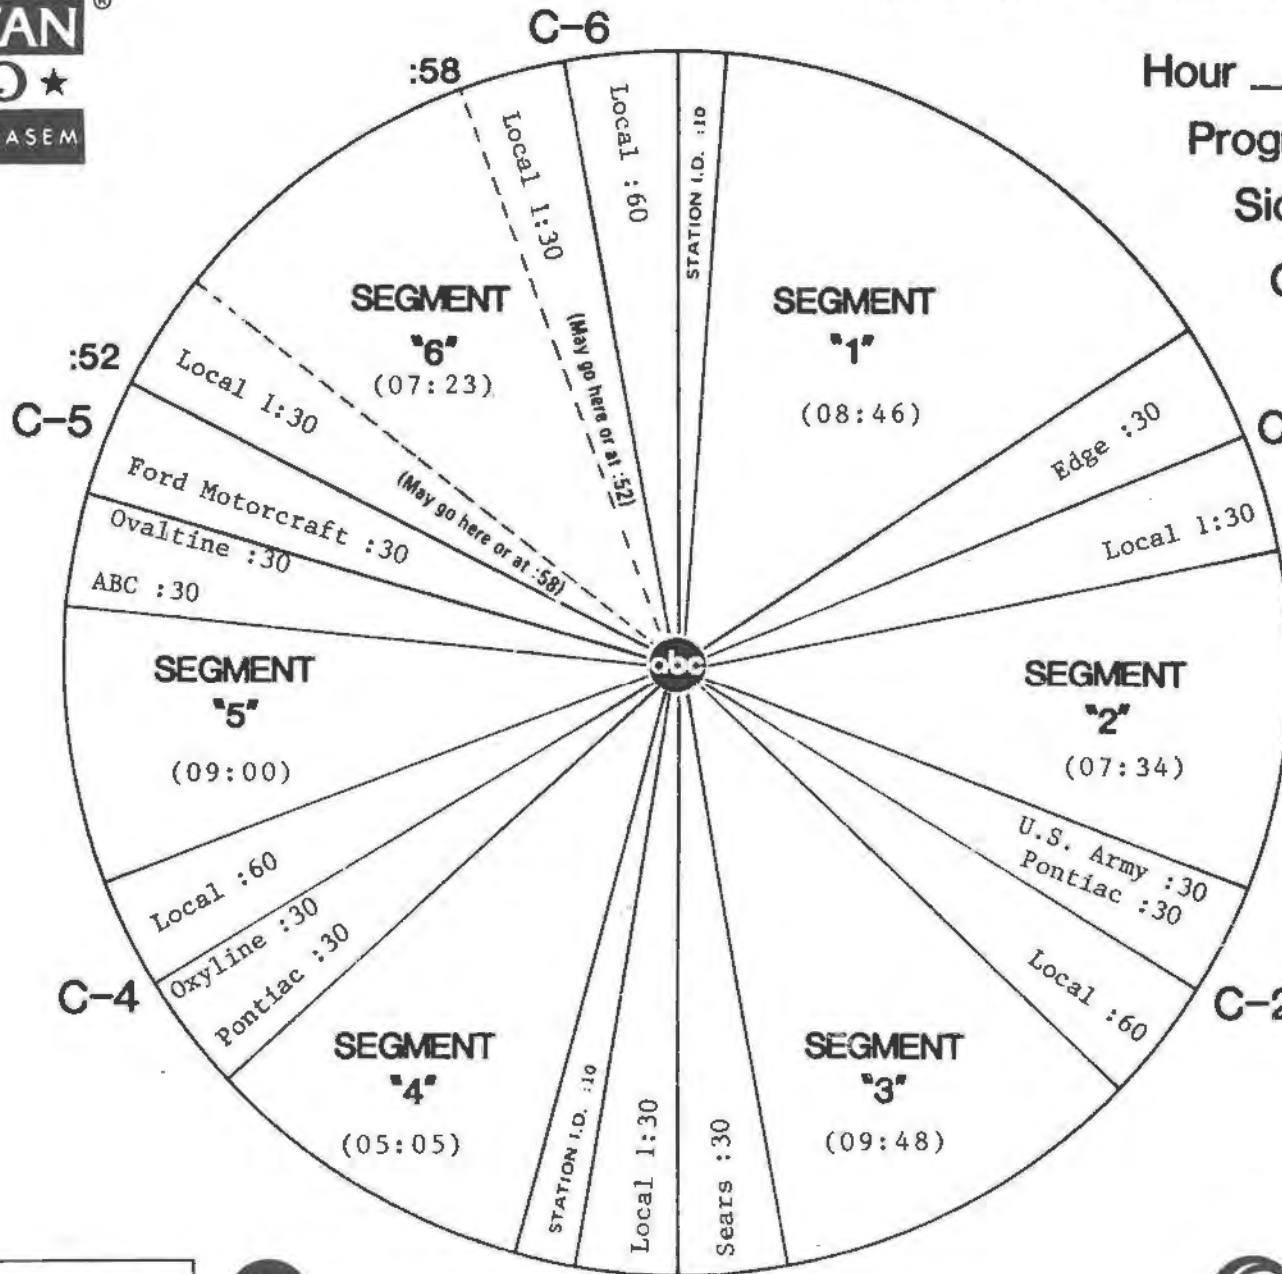 ®
C-6
:58
Hour
ASEM
Local 1:30
Local :60
STATION I.D. :10
(May go here or at :52)
SEGMENT
"1"
(08:46)
Edge :30
Local 1:30
SEGMENT
"2"
(07:34)
U.S. Army :30
Pontiac :30
C-2
Local :60
SEGMENT
"3"
(09:48)
Sears :30
Local 1:30
STATION I.D. :10
SEGMENT
"4"
(05:05)
Pontiac :30
Oxyline :30
C-4
Local :60
SEGMENT
"5"
(09:00)
ABC :30
Ovaltine :30
Ford Motorcraft :30
C-5
:52
Local 1:30
(May go here or at :58)
SEGMENT
"6"
(07:23)
abc